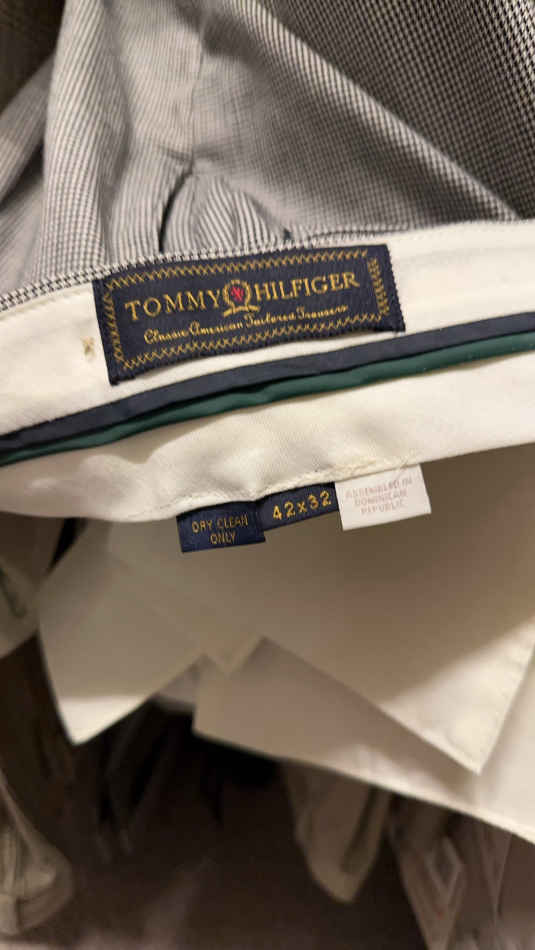 TOMMY HILFIGER
Classic American Tailored Trousers
DRY CLEAN
ONLY
42x32
ASSEMBLED IN
DOMINICAN
REPUBLIC